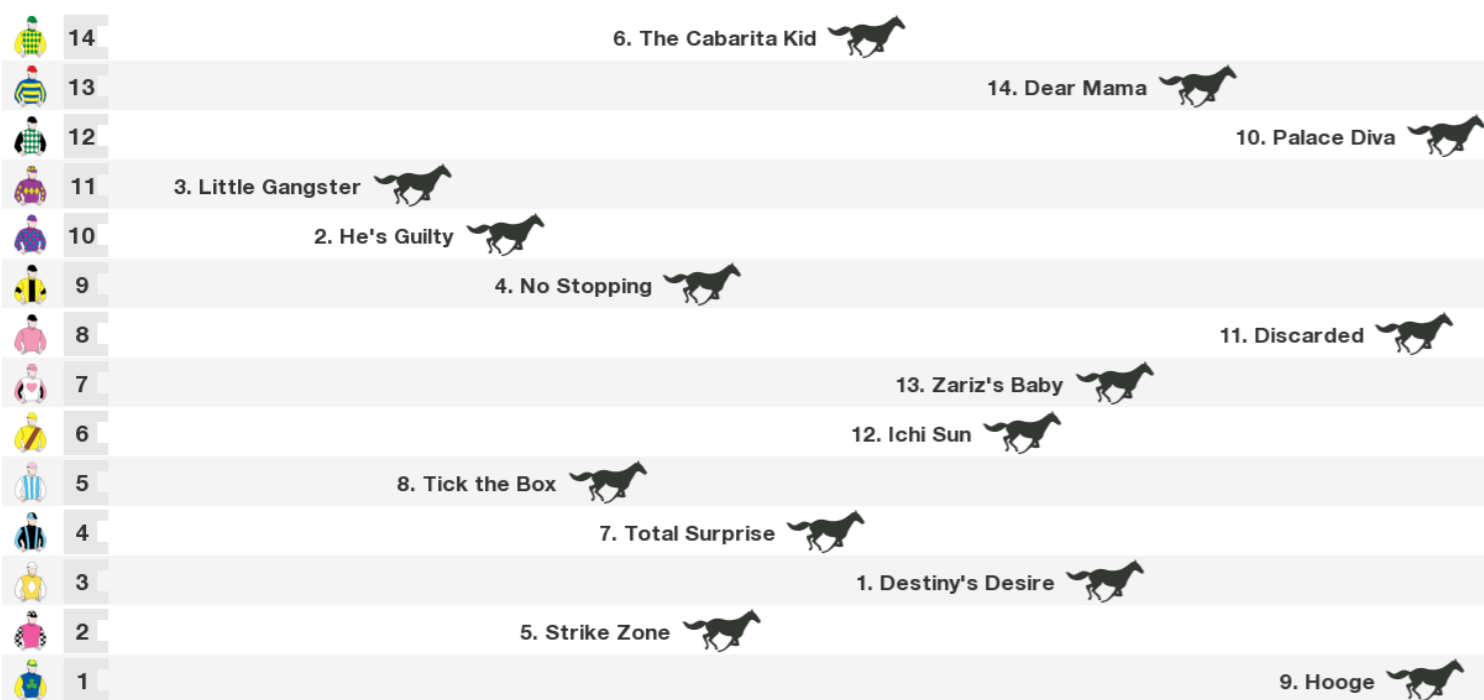 14 6. The Cabarita Kid
13 14. Dear Mama
12 10. Palace Diva
11 3. Little Gangster
10 2. He's Guilty
9 4. No Stopping
8 11. Discarded
7 13. Zariz's Baby
6 12. Ichi Sun
5 8. Tick the Box
4 7. Total Surprise
3 1. Destiny's Desire
2 5. Strike Zone
1 9. Hooge